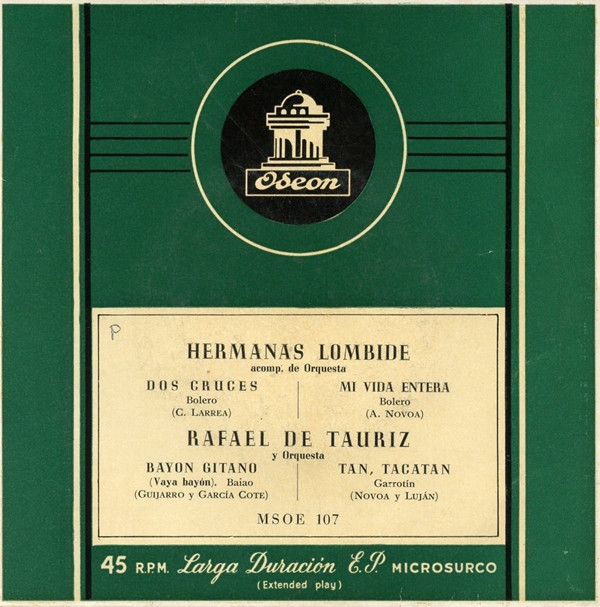 Odeon
P
HERMANAS LOMBIDE
acomp. de Orquesta
DOS CRUCES
Bolero
(C. LARREA)
MI VIDA ENTERA
Bolero
(A. NOVOA)
RAFAEL DE TAURIZ
y Orquesta
BAYON GITANO
(Vaya bayón). Baiao
(GUIJARRO y GARCÍA COTE)
TAN, TACATAN
Garrotín
(NOVOA y LUJÁN)
MSOE 107
45 R.P.M. Larga Duración E.P. MICROSURCO
(Extended play)